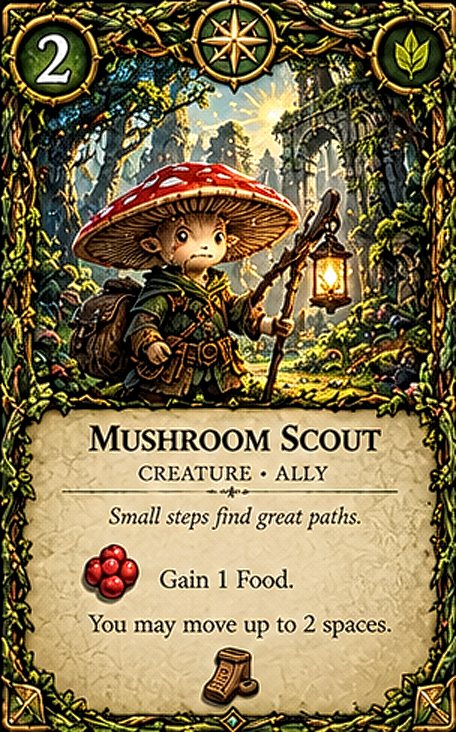 2
MUSHROOM SCOUT
CREATURE • ALLY
Small steps find great paths.
Gain 1 Food.
You may move up to 2 spaces.